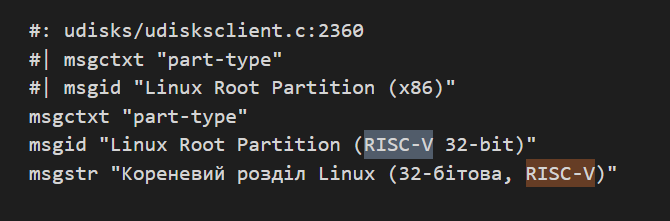 #: udisks/udisksclient.c:2360
#| msgctxt "part-type"
#| msgid "Linux Root Partition (x86)"
msgctxt "part-type"
msgid "Linux Root Partition (RISC-V 32-bit)"
msgstr "Кореневий розділ Linux (32-бітова, RISC-V)"